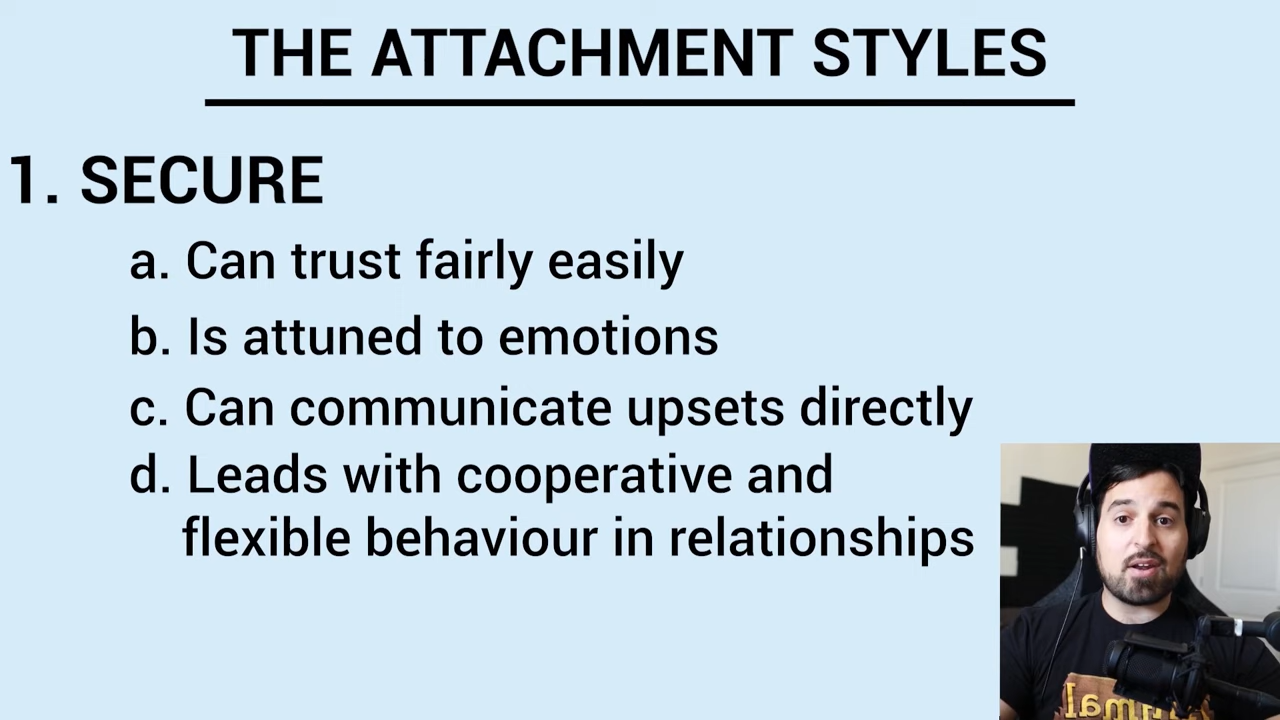 THE ATTACHMENT STYLES
1. SECURE
a. Can trust fairly easily
b. Is attuned to emotions
c. Can communicate upsets directly
d. Leads with cooperative and
flexible behaviour in relationships